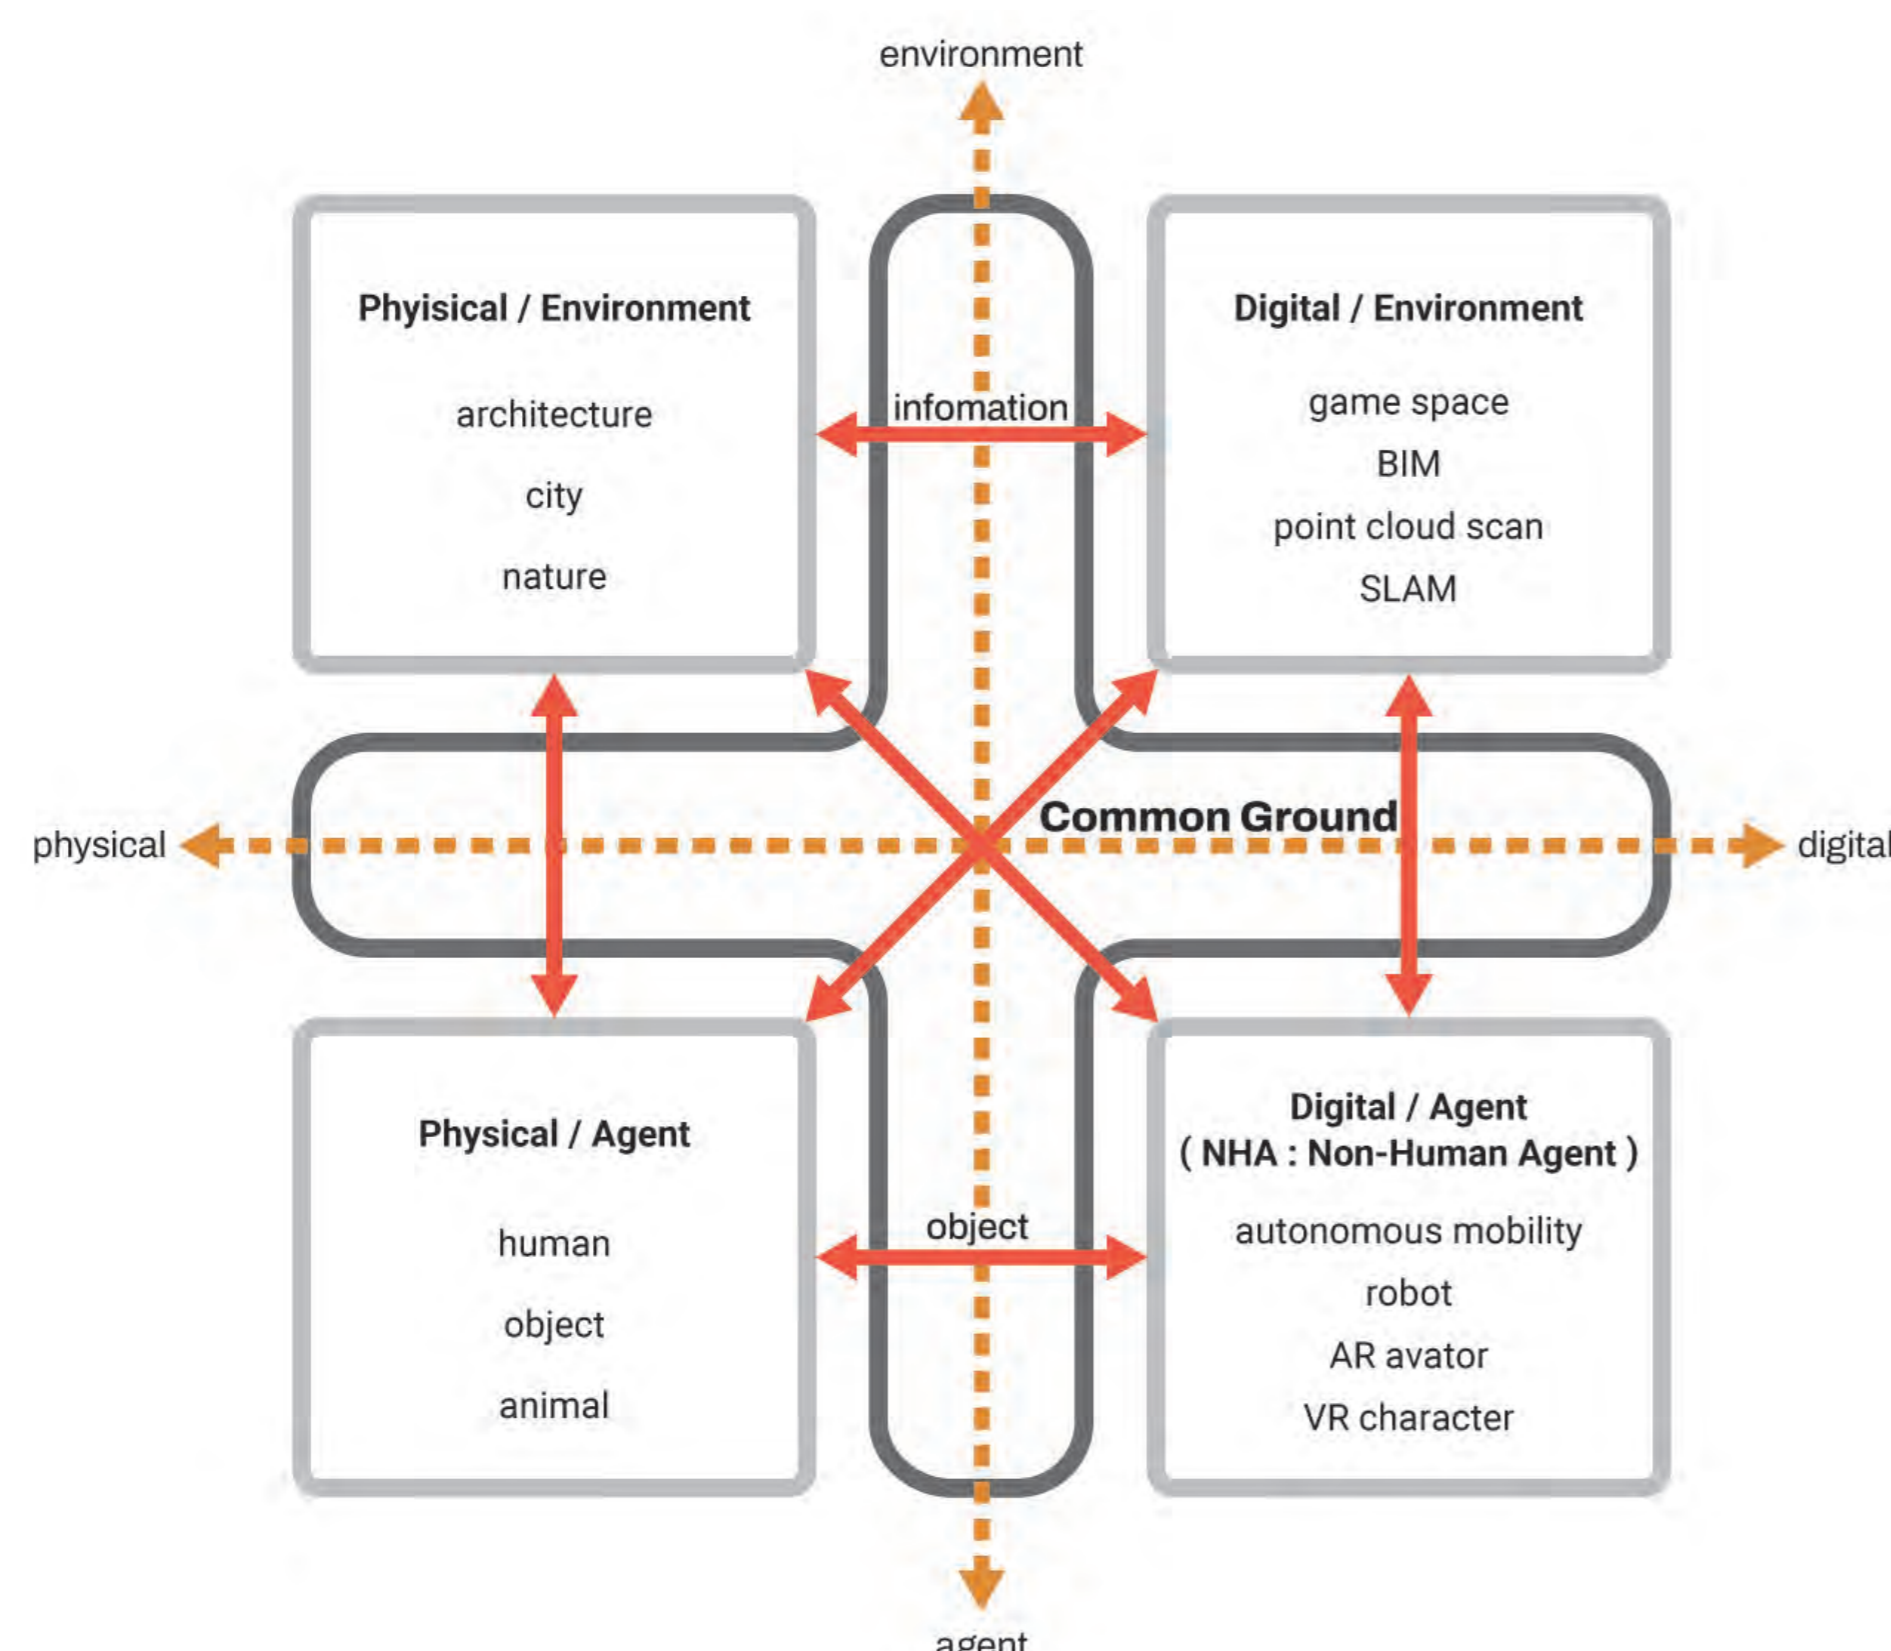 environment
Phyisical / Environment
architecture
city
nature
infomation
Digital / Environment
game space
BIM
point cloud scan
SLAM
physical
Common Ground
digital
Physical / Agent
human
object
animal
object
Digital / Agent
( NHA : Non-Human Agent )
autonomous mobility
robot
AR avator
VR character
agent